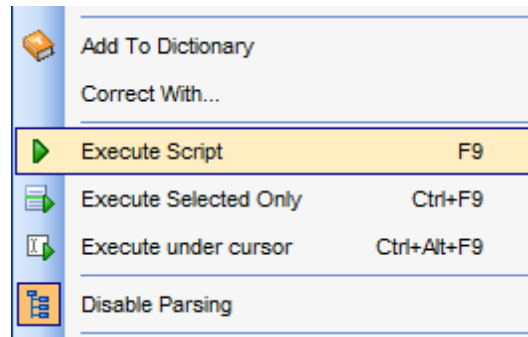 Add To Dictionary
Correct With...
Execute Script F9
Execute Selected Only Ctrl+F9
Execute under cursor Ctrl+Alt+F9
Disable Parsing